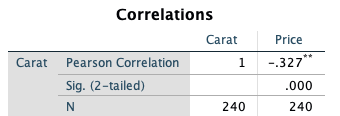 Correlations
Carat Price
Carat Pearson Correlation 1 -.327**
Sig. (2-tailed) .000
N 240 240